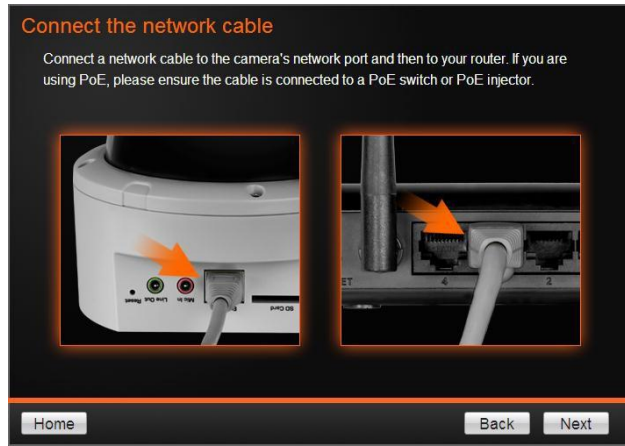 Connect the network cable
Connect a network cable to the camera's network port and then to your router. If you are
using PoE, please ensure the cable is connected to a PoE switch or PoE injector.
Reset
Line Out
Mic In
SD Card
4
2
Home
Back
Next